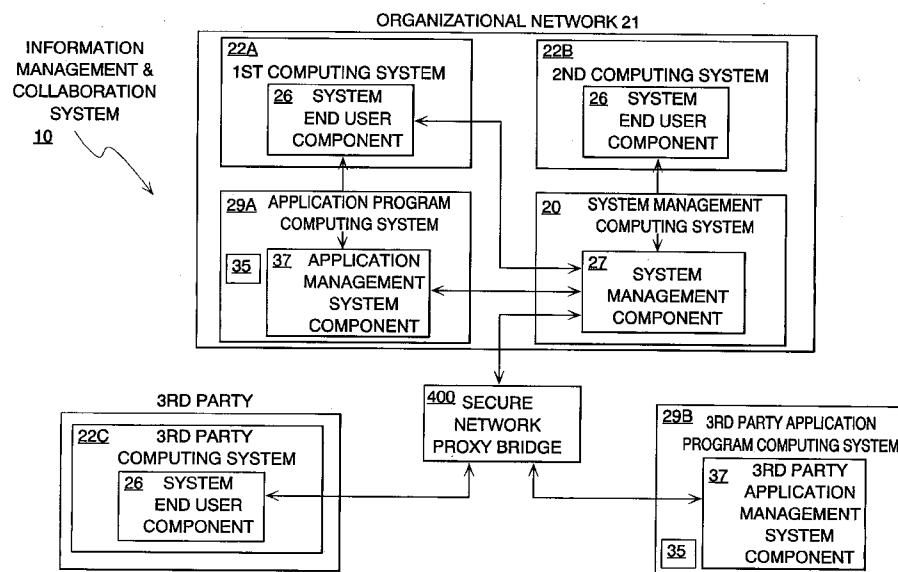 ORGANIZATIONAL NETWORK 21
INFORMATION
MANAGEMENT &
COLLABORATION
SYSTEM
10
22A
1ST COMPUTING SYSTEM
26 SYSTEM
END USER
COMPONENT
22B
2ND COMPUTING SYSTEM
26 SYSTEM
END USER
COMPONENT
29A APPLICATION PROGRAM
COMPUTING SYSTEM
35
37 APPLICATION
MANAGEMENT
SYSTEM
COMPONENT
20 SYSTEM MANAGEMENT
COMPUTING SYSTEM
27
SYSTEM
MANAGEMENT
COMPONENT
400
SECURE
NETWORK
PROXY BRIDGE
3RD PARTY
22C 3RD PARTY
COMPUTING SYSTEM
26 SYSTEM
END USER
COMPONENT
29B 3RD PARTY APPLICATION
PROGRAM COMPUTING SYSTEM
37 3RD PARTY
APPLICATION
MANAGEMENT
SYSTEM
COMPONENT
35